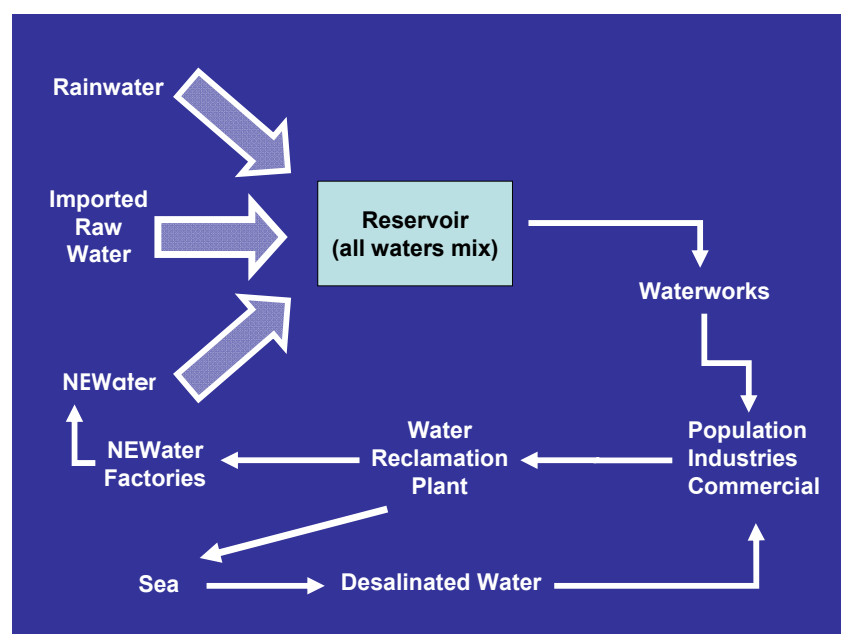 Rainwater
Imported
Raw
Water
Reservoir
(all waters mix)
Waterworks
NEWater
NEWater
Factories
Water
Reclamation
Plant
Population
Industries
Commercial
Sea
Desalinated Water